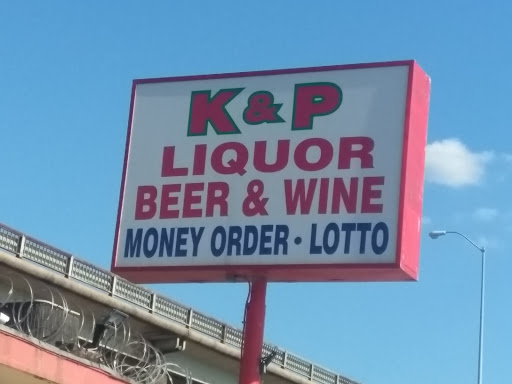 K & P
LIQUOR
BEER & WINE
MONEY ORDER • LOTTO